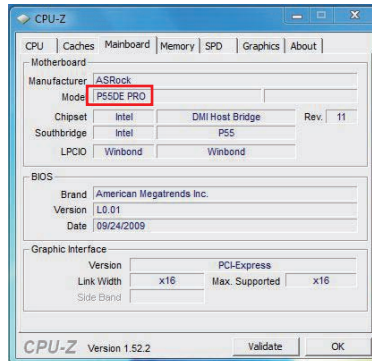 CPU-Z
CPU Caches Mainboard Memory SPD Graphics About
Motherboard
Manufacturer ASRock
Model P55DE PRO
Chipset Intel DMI Host Bridge Rev. 11
Southbridge Intel P55
LPCIO Winbond Winbond
BIOS
Brand American Megatrends Inc.
Version L0.01
Date 09/24/2009
Graphic Interface
Version PCI-Express
Link Width x16 Max. Supported x16
Side Band
CPU-Z Version 1.52.2 Validate OK